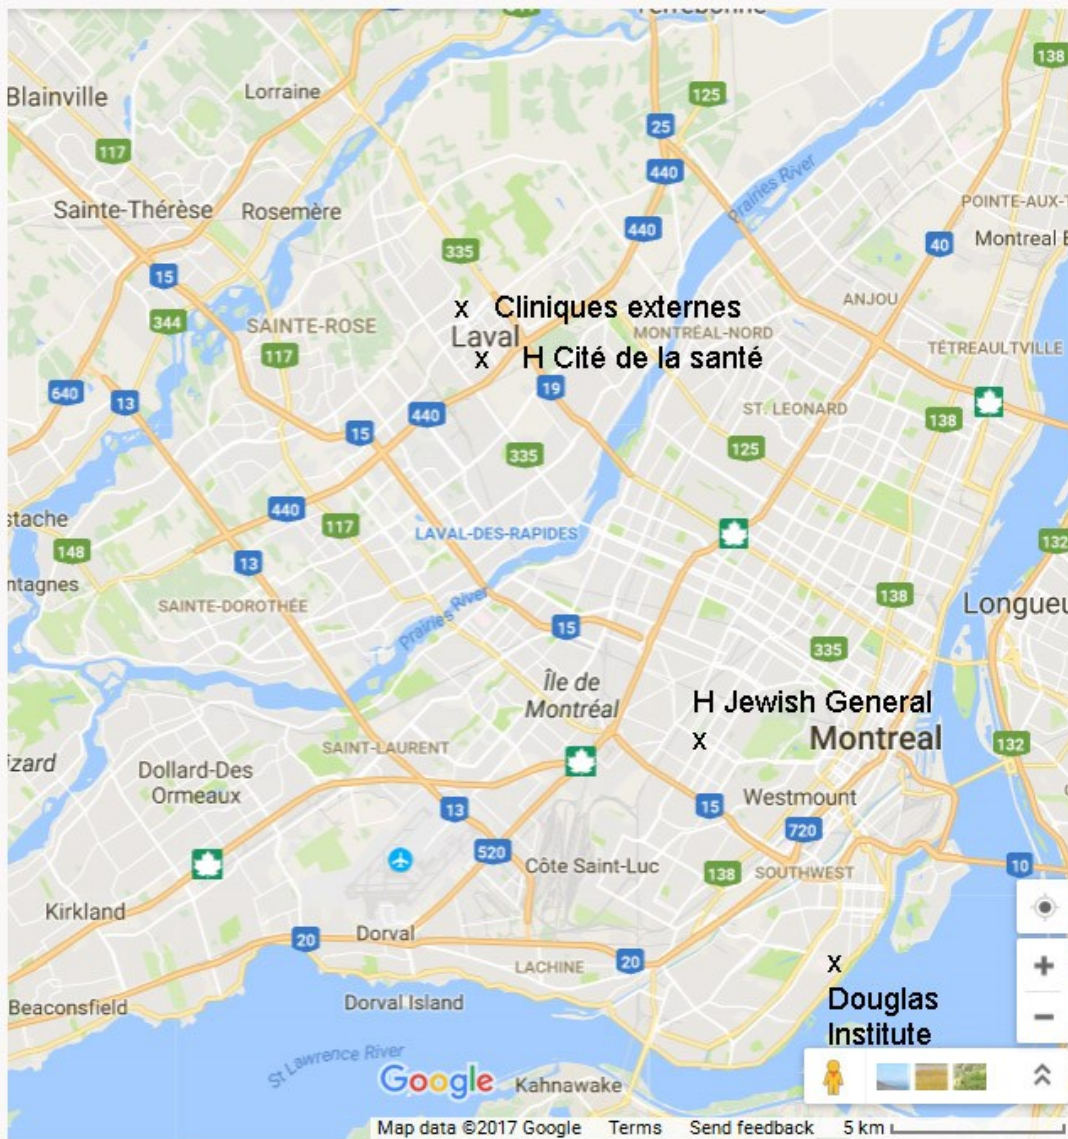 Terrebonne
138
Blainville
Lorraine
125
117
25
440
Prairies River
Sainte-Thérèse
Rosemère
POINTE-AUX-T
440
40
Montreal E
335
15
ANJOU
x Cliniques externes
344
SAINTE-ROSE
Laval
MONTRÉAL-NORD
117
x H Cité de la santé
TÉTREAULTVILLE
19
640
13
440
ST. LEONARD
138
15
335
125
440
stache
117
LAVAL-DES-RAPIDES
132
148
13
ntagnes
138
SAINTE-DOROTHÉE
Prairies River
Longueu
15
335
Île de
Montréal
H Jewish General
x
Montreal
SAINT-LAURENT
132
izard
Dollard-Des
Ormeaux
13
15
Westmount
720
520
Côte Saint-Luc
138
SOUTHWEST
10
Kirkland
Dorval
20
20
LACHINE
x
Beaconsfield
Dorval Island
Douglas
Institute
St Lawrence River
Google
Kahnawake
Map data ©2017 Google Terms Send feedback 5 km